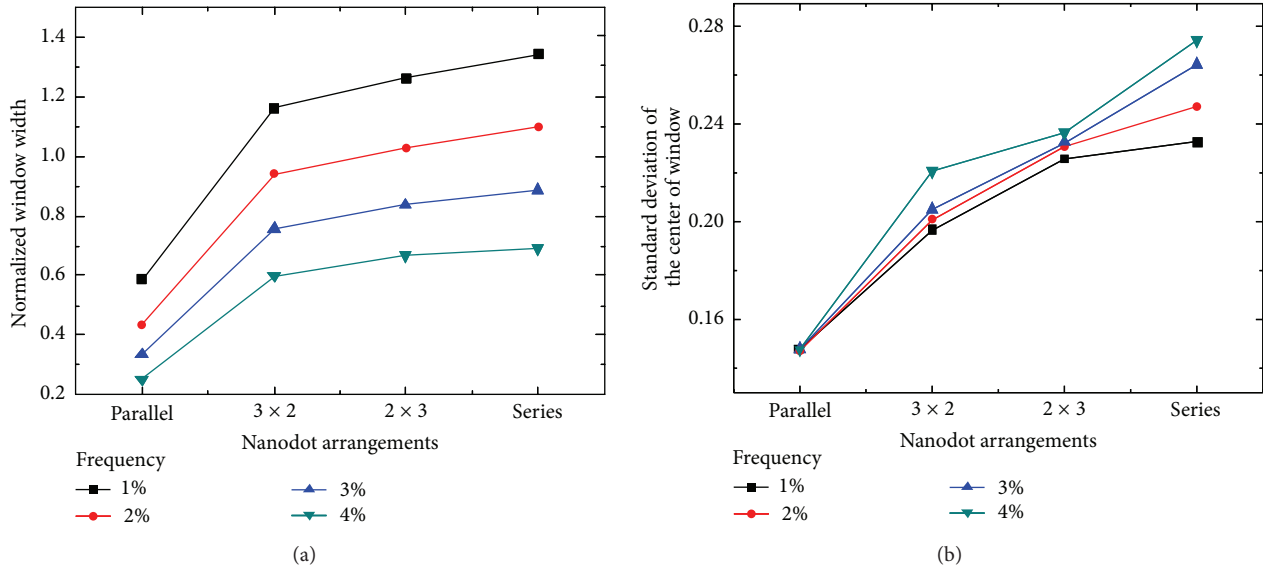 1.4
1.2
1.0
0.8
0.6
0.4
0.2
Normalized window width
Parallel
3 × 2
2 × 3
Series
Nanodot arrangements
Frequency
1%
2%
3%
4%
(a)
0.28
0.24
0.20
0.16
Standard deviation of
the center of window
Parallel
3 × 2
2 × 3
Series
Nanodot arrangements
Frequency
1%
2%
3%
4%
(b)